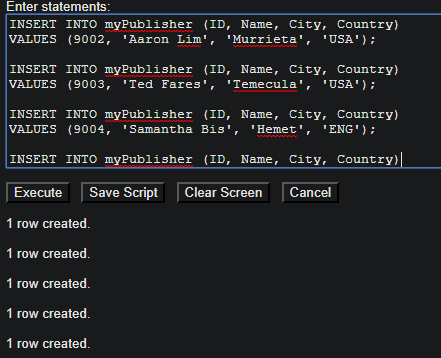 Enter statements:
INSERT INTO myPublisher (ID, Name, City, Country)
VALUES (9002, 'Aaron Lim', 'Murrieta', 'USA');
INSERT INTO myPublisher (ID, Name, City, Country)
VALUES (9003, 'Ted Fares', 'Temecula', 'USA');
INSERT INTO myPublisher (ID, Name, City, Country)
VALUES (9004, 'Samantha Bis', 'Hemet', 'ENG');
INSERT INTO myPublisher (ID, Name, City, Country)
Execute Save Script Clear Screen Cancel
1 row created.
1 row created.
1 row created.
1 row created.
1 row created.